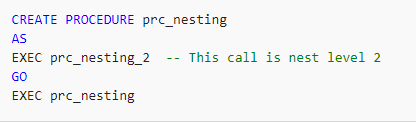 CREATE PROCEDURE prc_nesting
AS
EXEC prc_nesting_2  -- This call is nest level 2
GO
EXEC prc_nesting